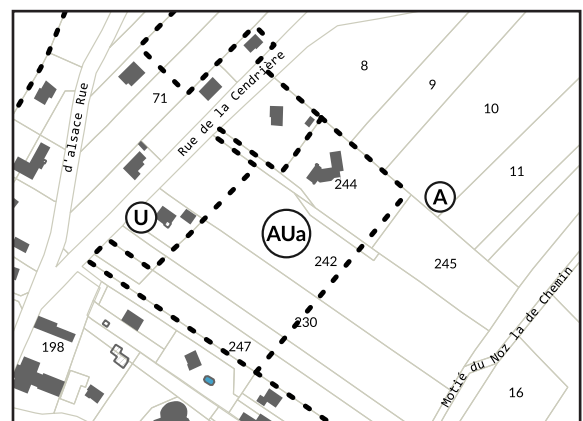 8
9
10
71
Rue de la Cendrière
d'alsace Rue
11
244
A
U
AUa
242
245
230
247
198
Motié du Noz la de Chemin
16